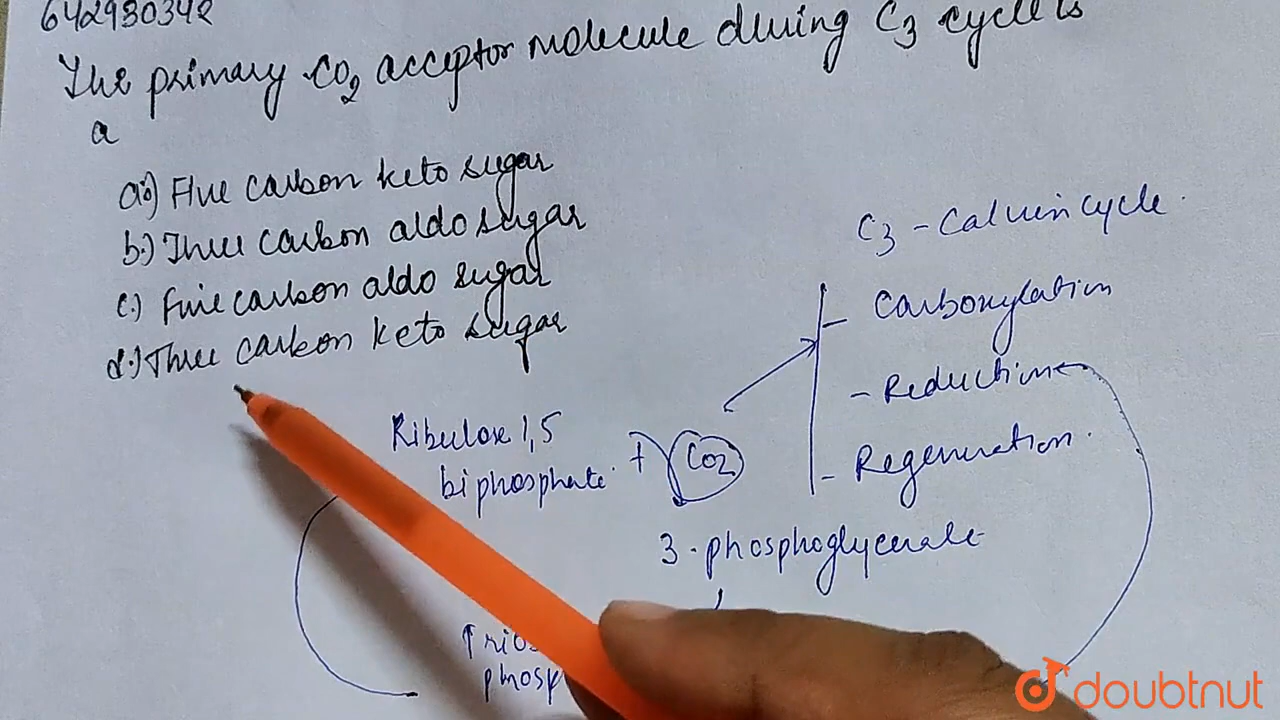 642930342
The primary CO2 acceptor molecule during C3 cycle is
a
a) Five carbon keto sugar
b.) Three carbon aldo sugar
c.) Five carbon aldo sugar
d.) Three carbon keto sugar
C3 - Calvin cycle.
- Carboxylation
- Reduction
- Regeneration.
Ribulose 1,5
biphosphate + CO2
3-phosphoglycerate
doubtnut